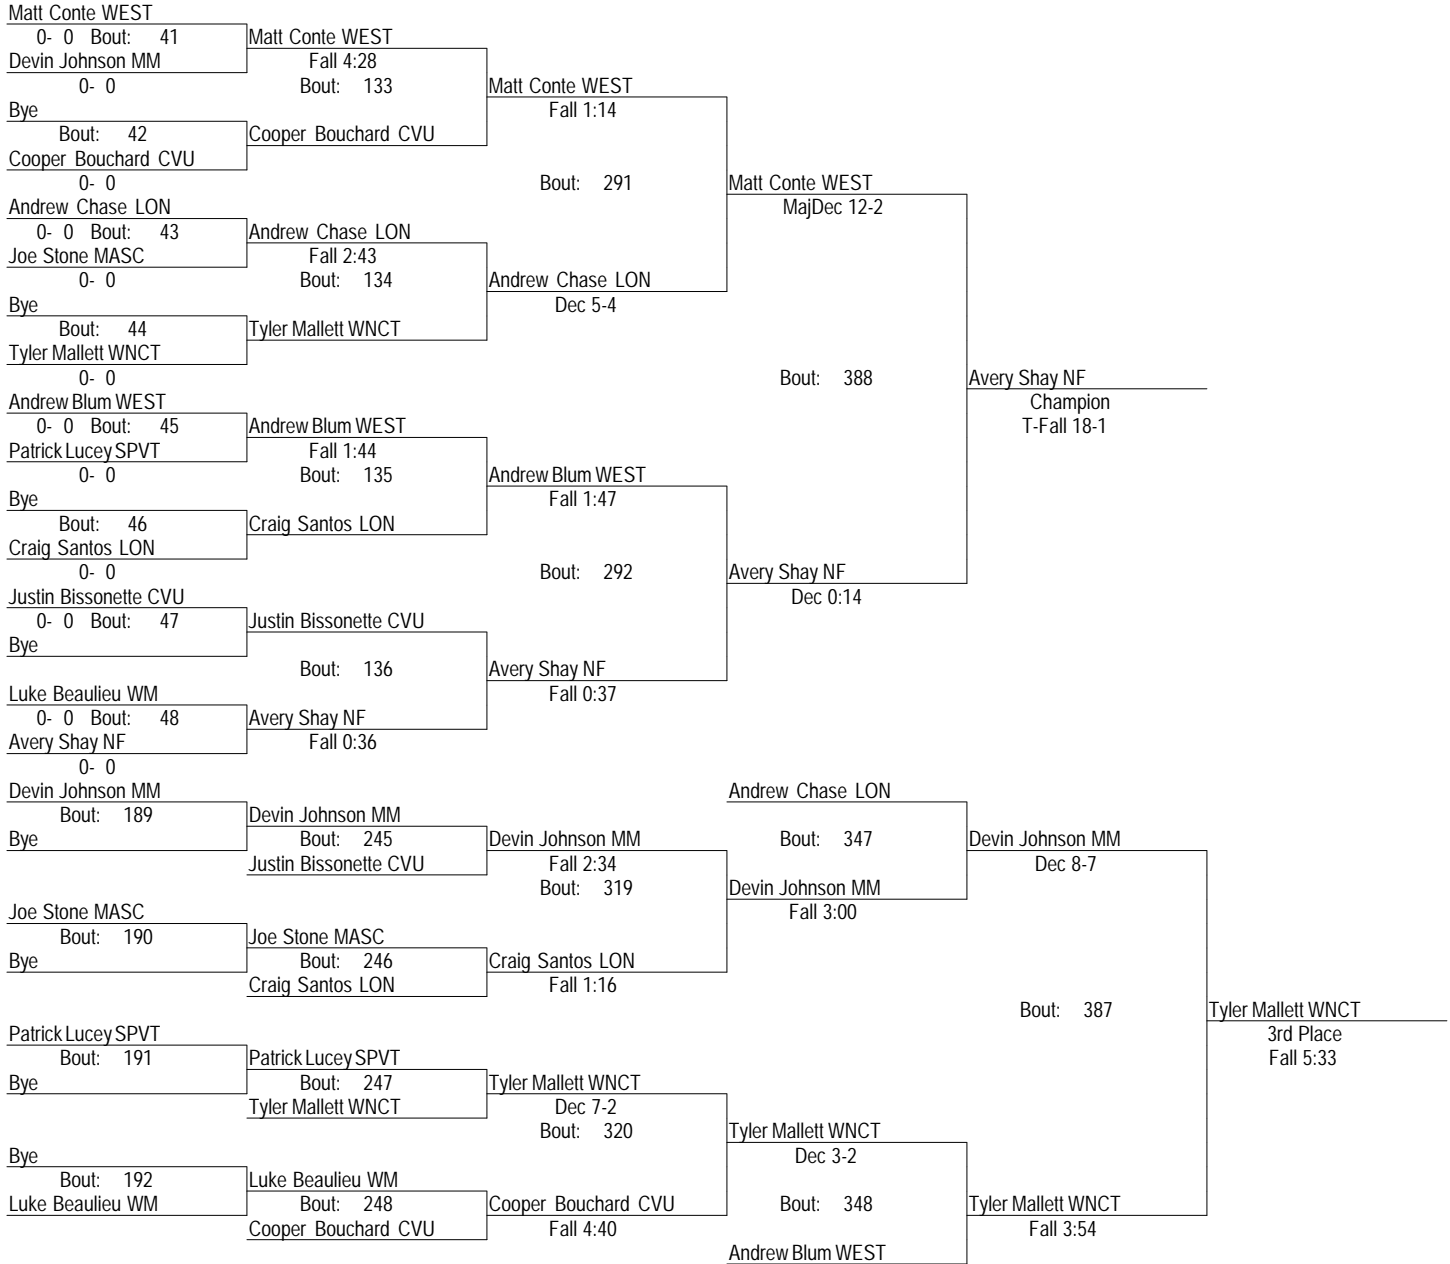 Matt Conte WEST
0- 0 Bout: 41 Matt Conte WEST
Devin Johnson MM Fall 4:28
0- 0 Bout: 133 Matt Conte WEST
Bye Fall 1:14
Bout: 42 Cooper Bouchard CVU
Cooper Bouchard CVU
0- 0 Bout: 291 Matt Conte WEST
Andrew Chase LON MajDec 12-2
0- 0 Bout: 43 Andrew Chase LON
Joe Stone MASC Fall 2:43
0- 0 Bout: 134 Andrew Chase LON
Bye Dec 5-4
Bout: 44 Tyler Mallett WNCT
Tyler Mallett WNCT
0- 0 Bout: 388 Avery Shay NF
Andrew Blum WEST Champion
0- 0 Bout: 45 Andrew Blum WEST T-Fall 18-1
Patrick Lucey SPVT Fall 1:44
0- 0 Bout: 135 Andrew Blum WEST
Bye Fall 1:47
Bout: 46 Craig Santos LON
Craig Santos LON
0- 0 Bout: 292 Avery Shay NF
Justin Bissonette CVU Dec 0:14
0- 0 Bout: 47 Justin Bissonette CVU
Bye
Bout: 136 Avery Shay NF
Luke Beaulieu WM Fall 0:37
0- 0 Bout: 48 Avery Shay NF
Avery Shay NF Fall 0:36
0- 0
Devin Johnson MM Andrew Chase LON
Bout: 189 Devin Johnson MM
Bye Bout: 245 Devin Johnson MM Bout: 347 Devin Johnson MM
Justin Bissonette CVU Fall 2:34 Dec 8-7
Bout: 319 Devin Johnson MM
Joe Stone MASC Fall 3:00
Bout: 190 Joe Stone MASC
Bye Bout: 246 Craig Santos LON
Craig Santos LON Fall 1:16
Bout: 387 Tyler Mallett WNCT
Patrick Lucey SPVT 3rd Place
Bout: 191 Patrick Lucey SPVT Fall 5:33
Bye Bout: 247 Tyler Mallett WNCT
Tyler Mallett WNCT Dec 7-2
Bout: 320 Tyler Mallett WNCT
Bye Dec 3-2
Bout: 192 Luke Beaulieu WM
Luke Beaulieu WM Bout: 248 Cooper Bouchard CVU Bout: 348 Tyler Mallett WNCT
Cooper Bouchard CVU Fall 4:40 Fall 3:54
Andrew Blum WEST